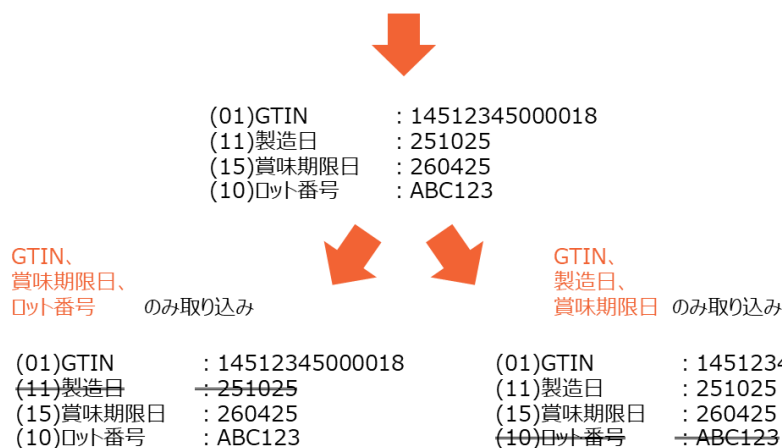 (01)GTIN : 14512345000018
(11)製造日 : 251025
(15)賞味期限日 : 260425
(10)ロット番号 : ABC123
GTIN、
賞味期限日、
ロット番号 のみ取り込み
(01)GTIN : 14512345000018
(11)製造日 : 251025
(15)賞味期限日 : 260425
(10)ロット番号 : ABC123
GTIN、
製造日、
賞味期限日 のみ取り込み
(01)GTIN : 1451234
(11)製造日 : 251025
(15)賞味期限日 : 260425
(10)ロット番号 : ABC123